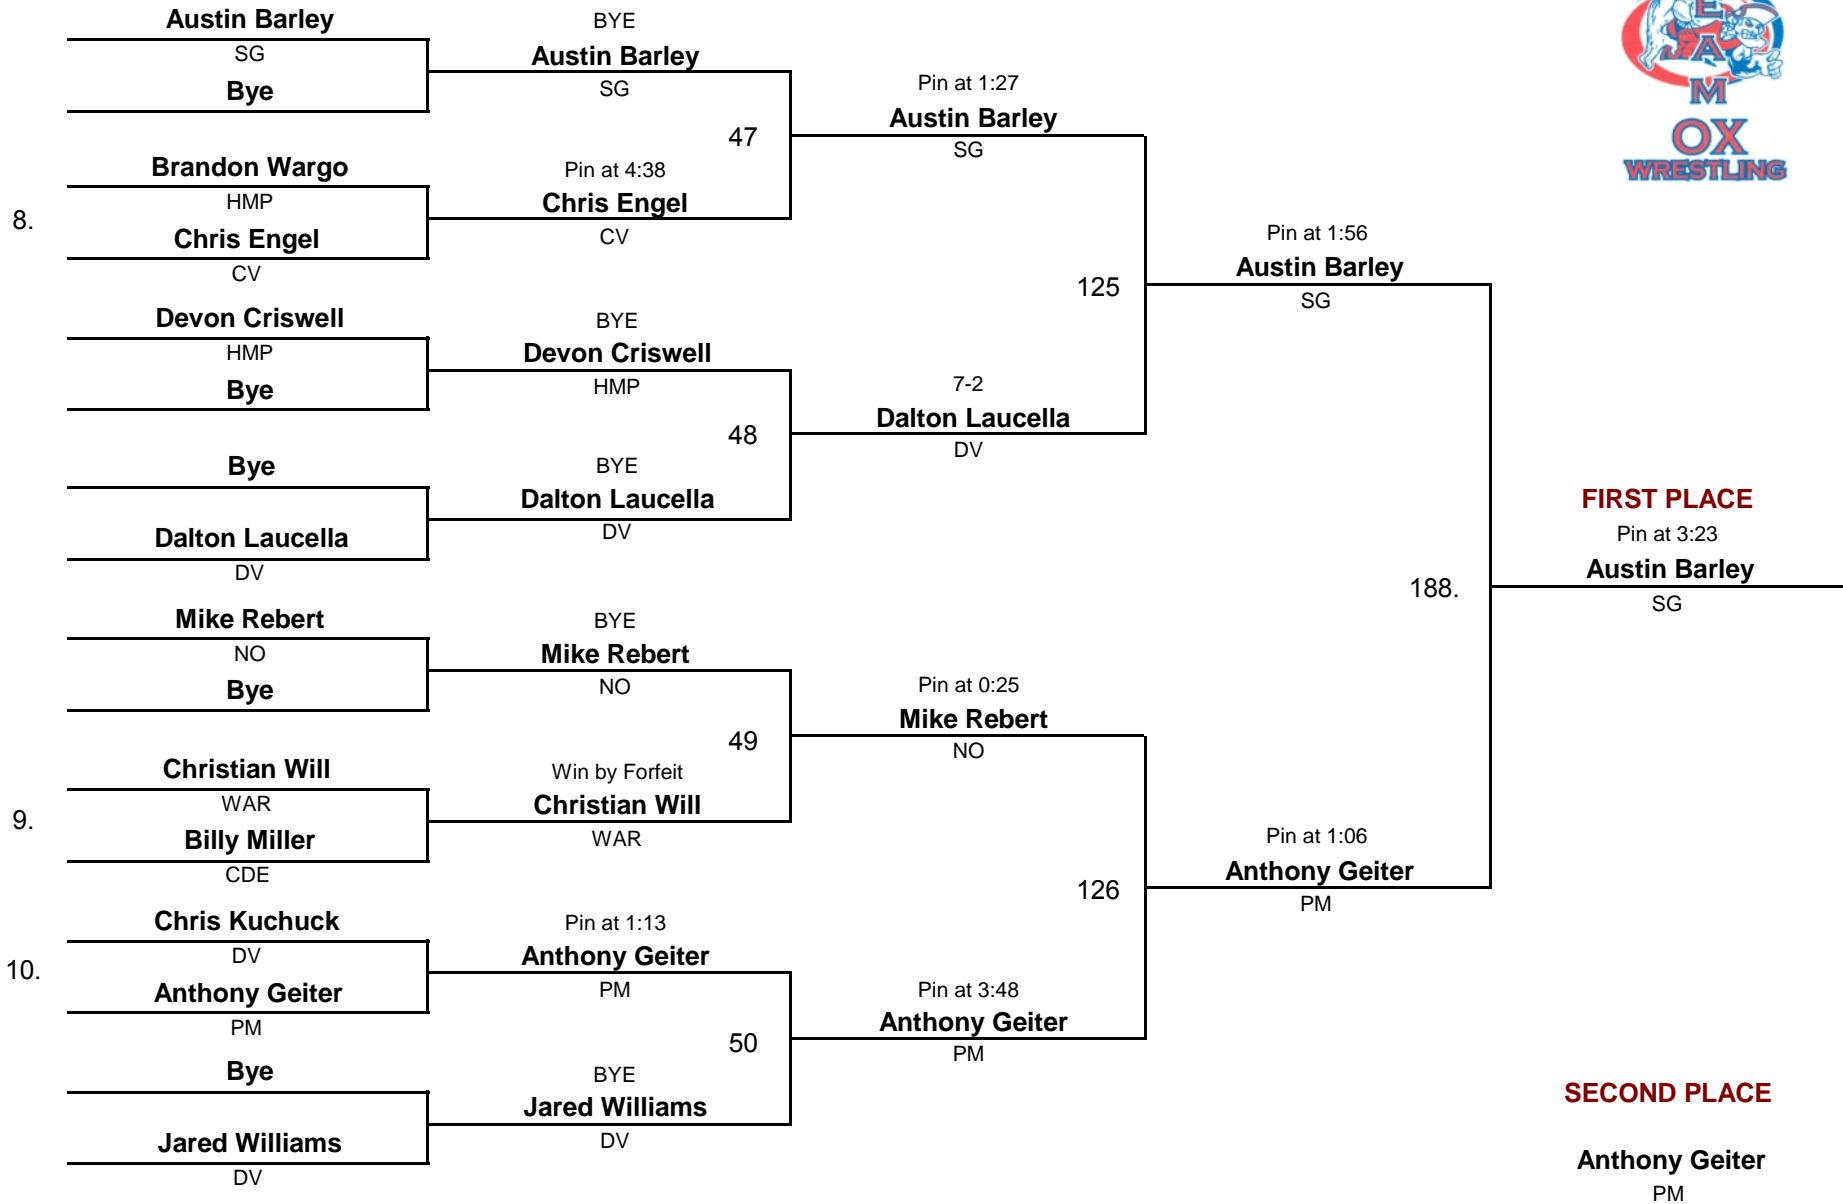 Austin Barley
SG
Bye
8.
Brandon Wargo
HMP
Chris Engel
CV
Devon Criswell
HMP
Bye
Bye
Dalton Laucella
DV
Mike Rebert
NO
Bye
9.
Christian Will
WAR
Billy Miller
CDE
10.
Chris Kuchuck
DV
Anthony Geiter
PM
Bye
Jared Williams
DV
BYE
Austin Barley
SG
47
Pin at 4:38
Chris Engel
CV
BYE
Devon Criswell
HMP
48
BYE
Dalton Laucella
DV
BYE
Mike Rebert
NO
49
Win by Forfeit
Christian Will
WAR
Pin at 1:13
Anthony Geiter
PM
50
BYE
Jared Williams
DV
Pin at 1:27
Austin Barley
SG
125
7-2
Dalton Laucella
DV
Pin at 0:25
Mike Rebert
NO
126
Pin at 3:48
Anthony Geiter
PM
Pin at 1:56
Austin Barley
SG
188.
Pin at 1:06
Anthony Geiter
PM
E
A
M
OX
WRESTLING
FIRST PLACE
Pin at 3:23
Austin Barley
SG
SECOND PLACE
Anthony Geiter
PM